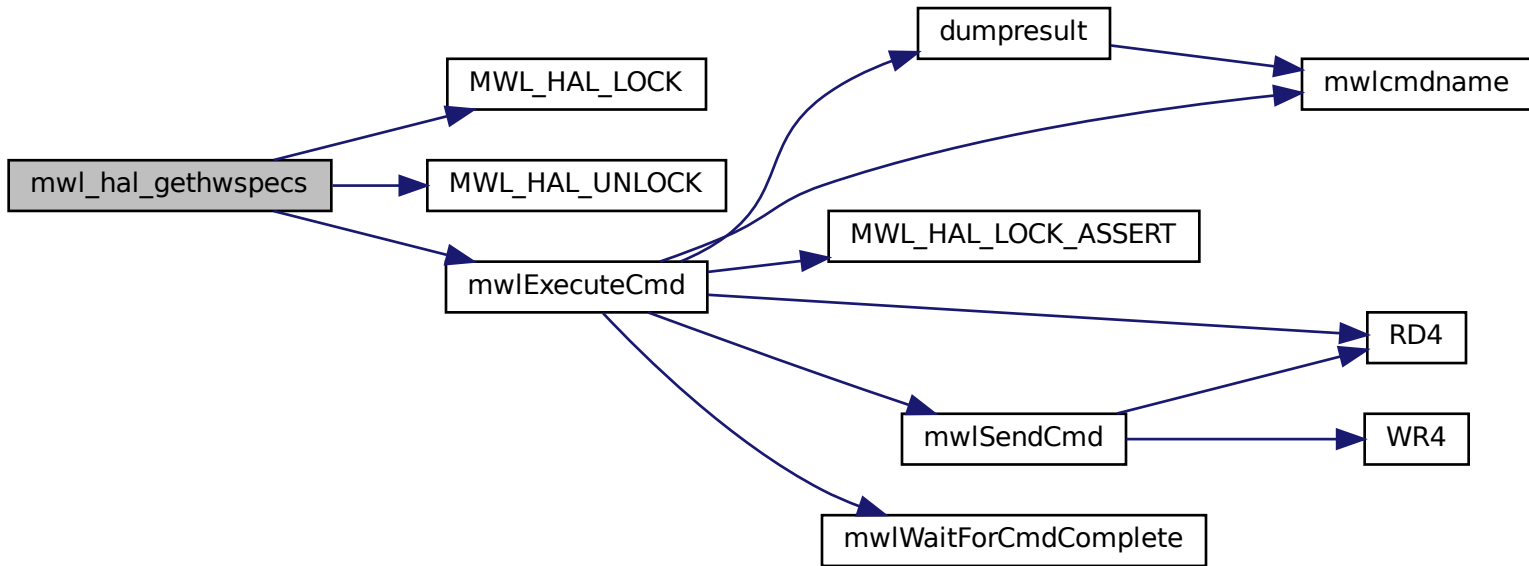 mwl_hal_gethwspecs
MWL_HAL_LOCK
MWL_HAL_UNLOCK
mwlExecuteCmd
dumpresult
mwlcmdname
MWL_HAL_LOCK_ASSERT
RD4
mwlSendCmd
WR4
mwlWaitForCmdComplete